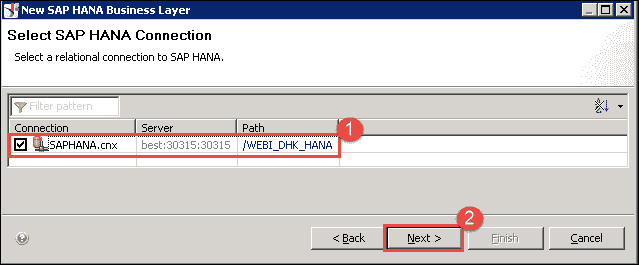 New SAP HANA Business Layer
Select SAP HANA Connection
Select a relational connection to SAP HANA.
Filter pattern
Connection Server Path
SAPHANA.cnx best:30315:30315 /WEBI_DHK_HANA
1
2
< Back Next > Finish Cancel